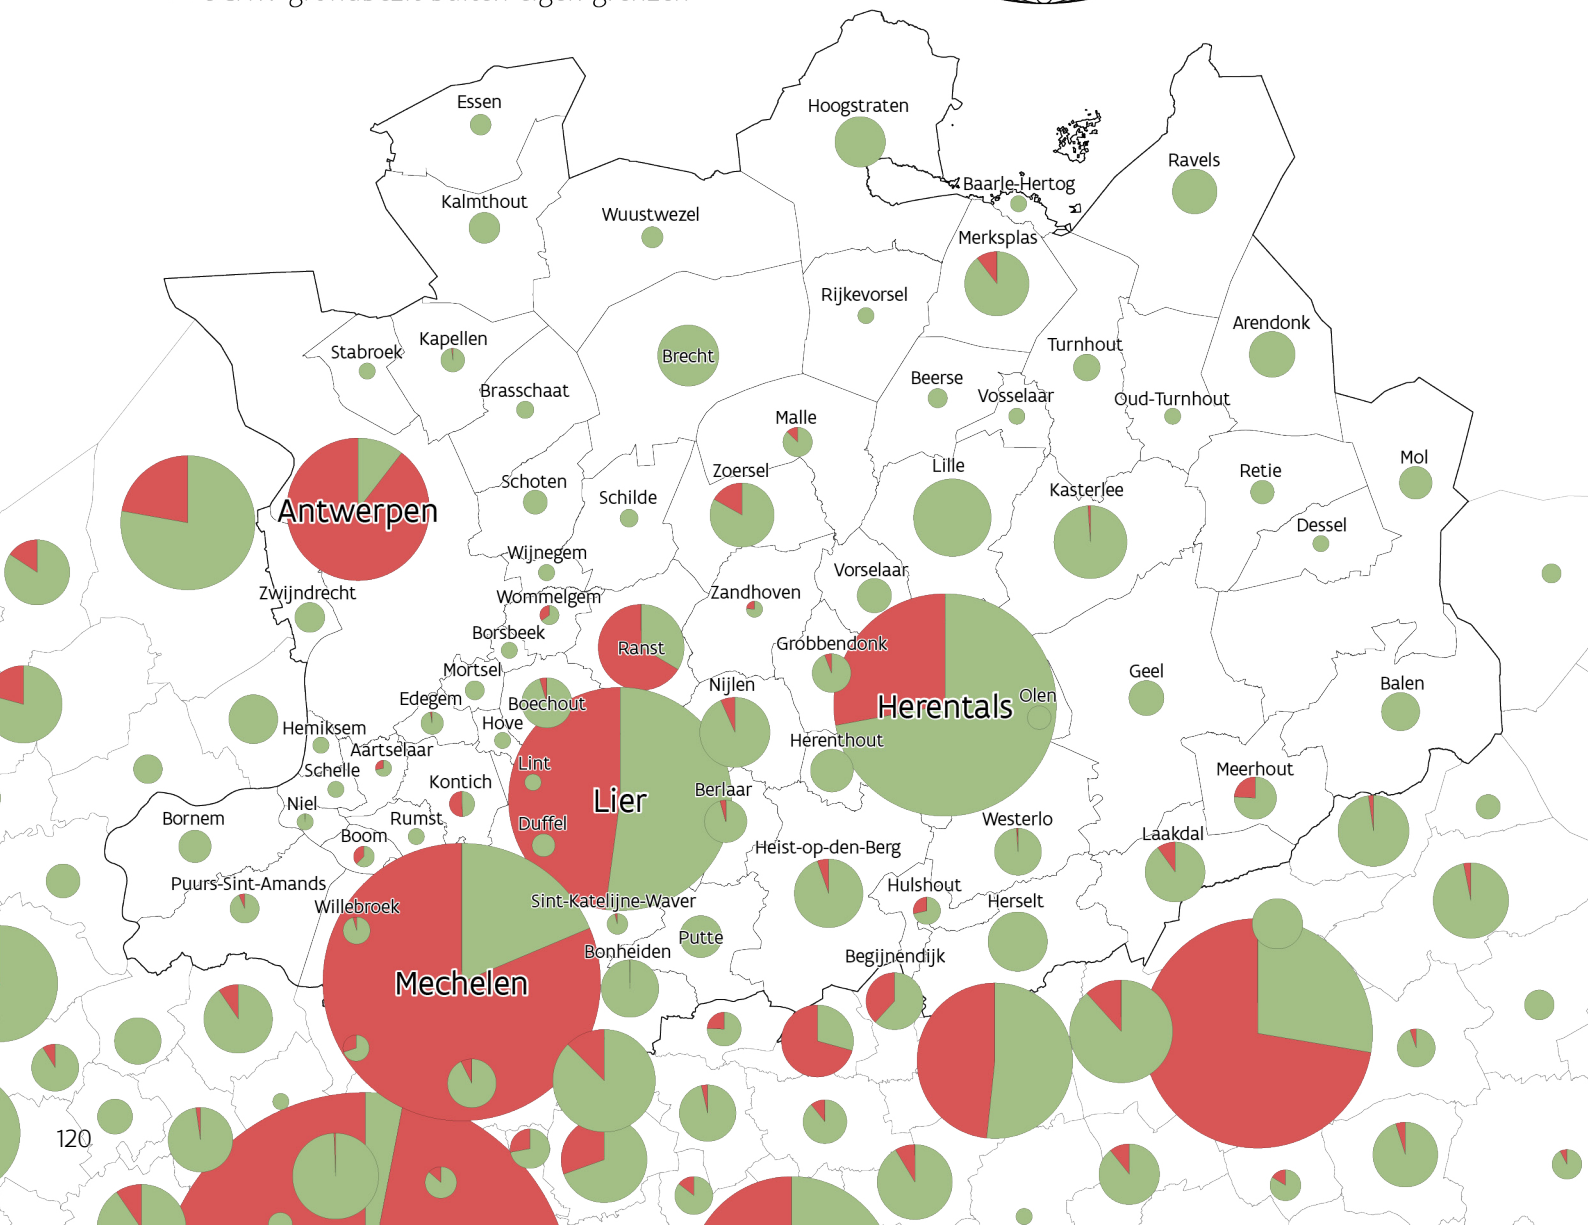 Essen
Hoogstraten
Ravels
Baarle-Hertog
Kalmthout
Wuustwezel
Merksplas
Rijkevorsel
Arendonk
Kapellen
Stabroek
Turnhout
Brecht
Beerse
Brasschaat
Vosselaar
Oud-Turnhout
Malle
Mol
Lille
Zoersel
Retie
Schoten
Kasterlee
Schilde
Antwerpen
Dessel
Wijnegem
Vorselaar
Zwijndrecht
Zandhoven
Wommelgem
Borsbeek
Grobbendonk
Ranst
Mortsel
Geel
Nijlen
Balen
Olen
Edegem
Boechout
Herentals
Hove
Hemiksem
Herenthout
Aartselaar
Lint
Schelle
Meerhout
Kontich
Berlaar
Lier
Niel
Bornem
Rumst
Westerlo
Duffel
Boom
Laakdal
Heist-op-den-Berg
Puurs-Sint-Amands
Hulshout
Sint-Katelijne-Waver
Herselt
Willebroek
Putte
Bonheiden
Begijnendijk
Mechelen
120